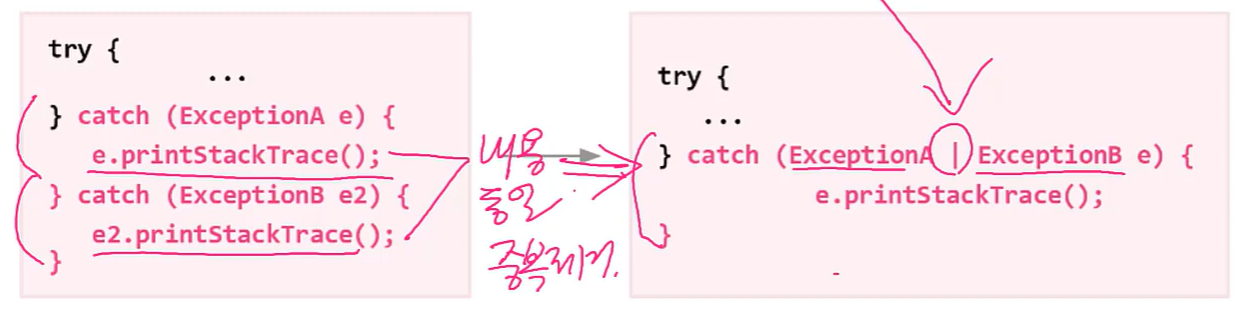 try {
...
} catch (ExceptionA e) {
e.printStackTrace();
} catch (ExceptionB e2) {
e2.printStackTrace();
}
내용
동일
중복제거.
try {
...
} catch (ExceptionA | ExceptionB e) {
e.printStackTrace();
}